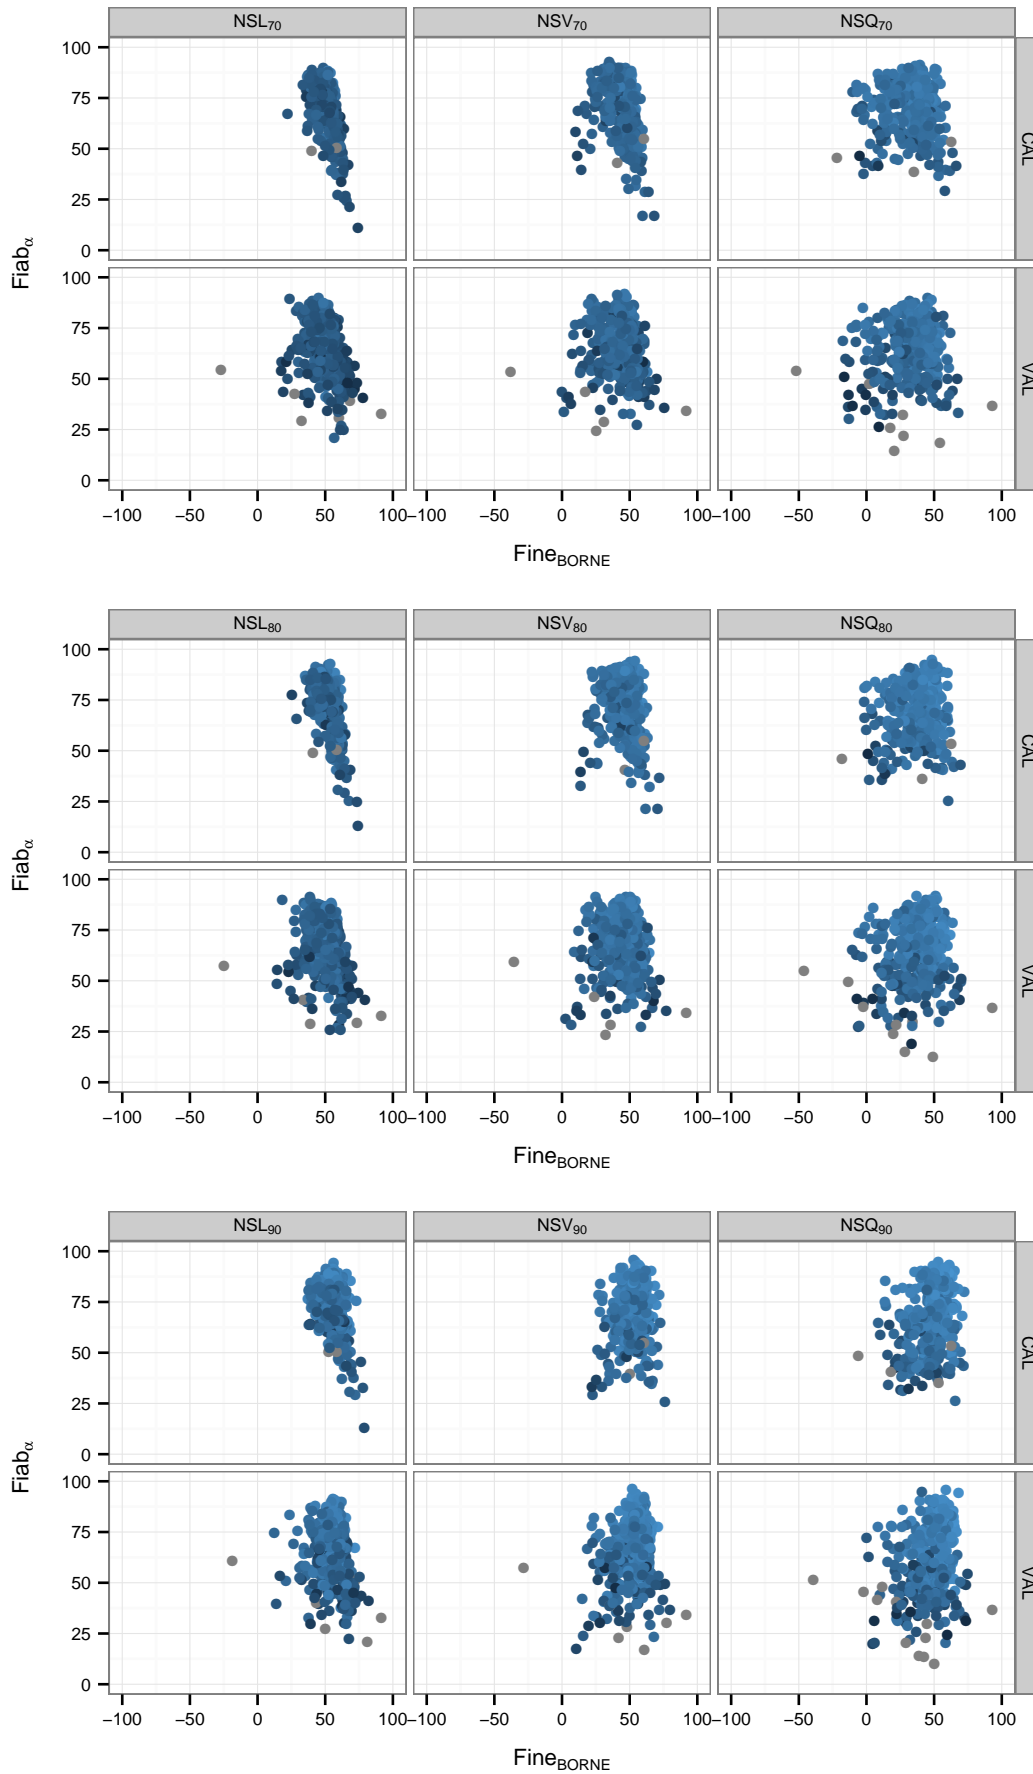 NSL70 NSV70 NSQ70
100
75
50
25
0
CAL
Fiabα
100
75
50
25
0
VAL
−100 −50 0 50 100 −100 −50 0 50 100 −100 −50 0 50 100
FineBORNE
NSL80 NSV80 NSQ80
100
75
50
25
0
CAL
Fiabα
100
75
50
25
0
VAL
−100 −50 0 50 100 −100 −50 0 50 100 −100 −50 0 50 100
FineBORNE
NSL90 NSV90 NSQ90
100
75
50
25
0
CAL
Fiabα
100
75
50
25
0
VAL
−100 −50 0 50 100 −100 −50 0 50 100 −100 −50 0 50 100
FineBORNE